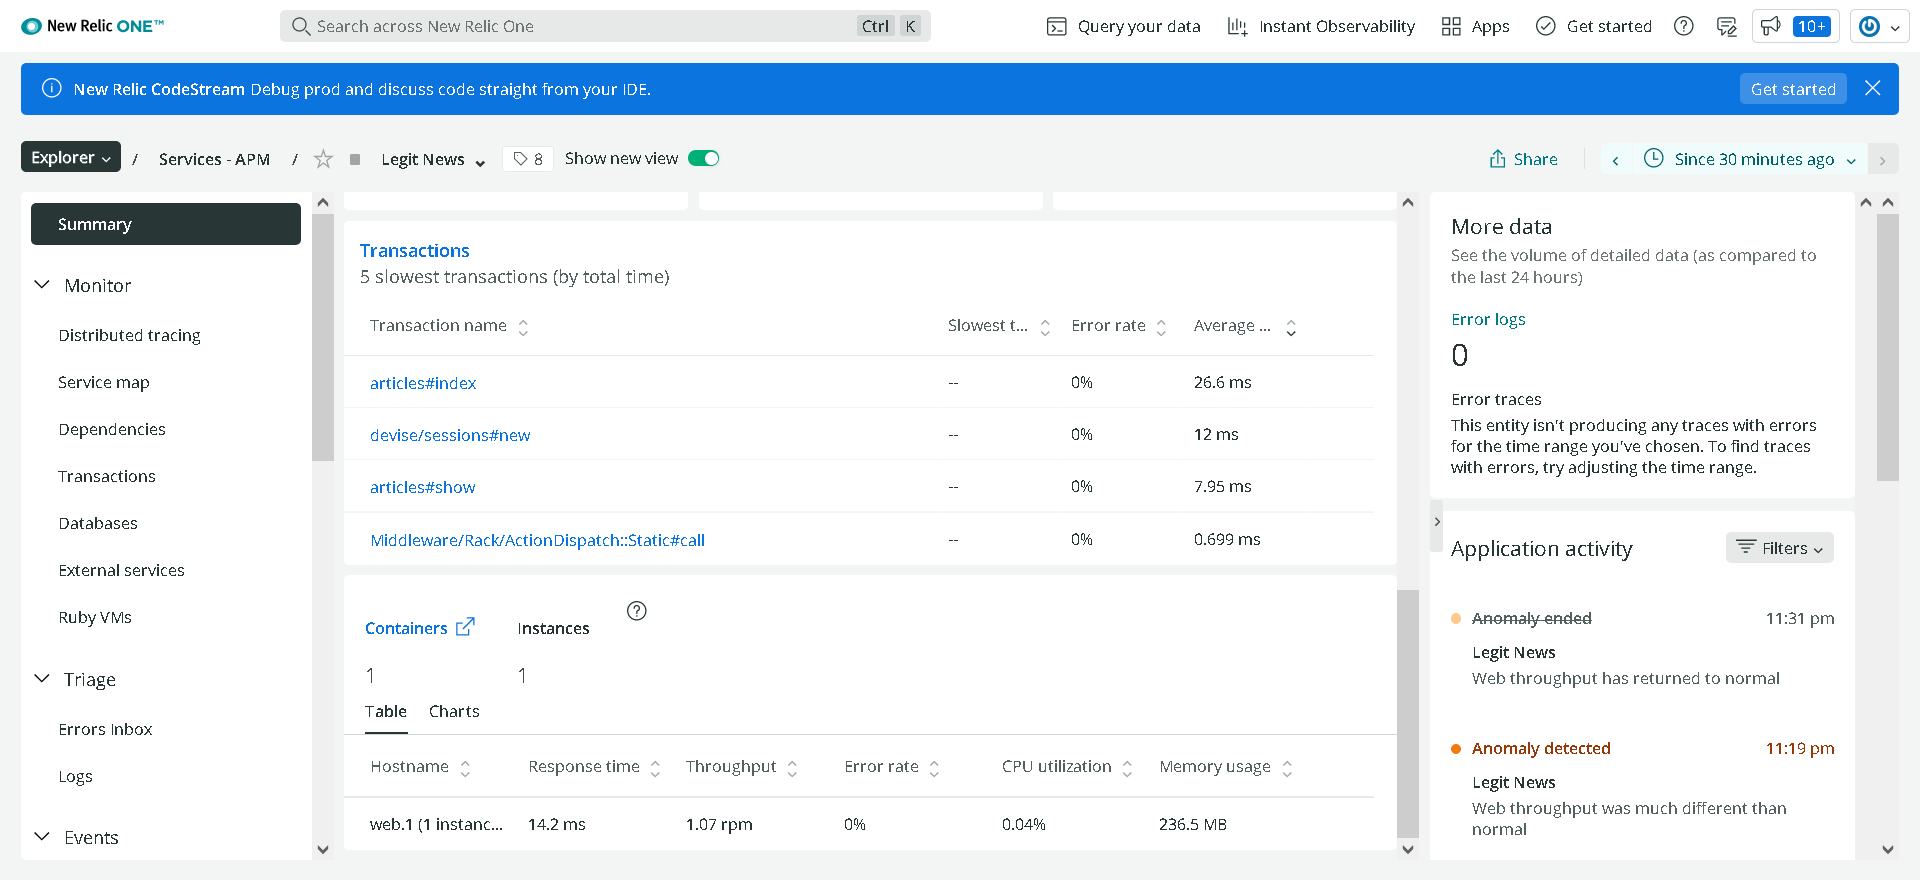 New Relic ONE™
Search across New Relic One
Ctrl K
Query your data
Instant Observability
Apps
Get started
10+
New Relic CodeStream Debug prod and discuss code straight from your IDE.
Get started
Explorer / Services - APM / Legit News
8
Show new view
Share
Since 30 minutes ago
Summary
Monitor
Distributed tracing
Service map
Dependencies
Transactions
Databases
External services
Ruby VMs
Triage
Errors Inbox
Logs
Events
Transactions
5 slowest transactions (by total time)
Transaction name Slowest t... Error rate Average ...
articles#index -- 0% 26.6 ms
devise/sessions#new -- 0% 12 ms
articles#show -- 0% 7.95 ms
Middleware/Rack/ActionDispatch::Static#call -- 0% 0.699 ms
Containers Instances
1 1
Table Charts
Hostname Response time Throughput Error rate CPU utilization Memory usage
web.1 (1 instanc... 14.2 ms 1.07 rpm 0% 0.04% 236.5 MB
More data
See the volume of detailed data (as compared to
the last 24 hours)
Error logs
0
Error traces
This entity isn't producing any traces with errors
for the time range you've chosen. To find traces
with errors, try adjusting the time range.
Application activity
Filters
Anomaly ended 11:31 pm
Legit News
Web throughput has returned to normal
Anomaly detected 11:19 pm
Legit News
Web throughput was much different than
normal